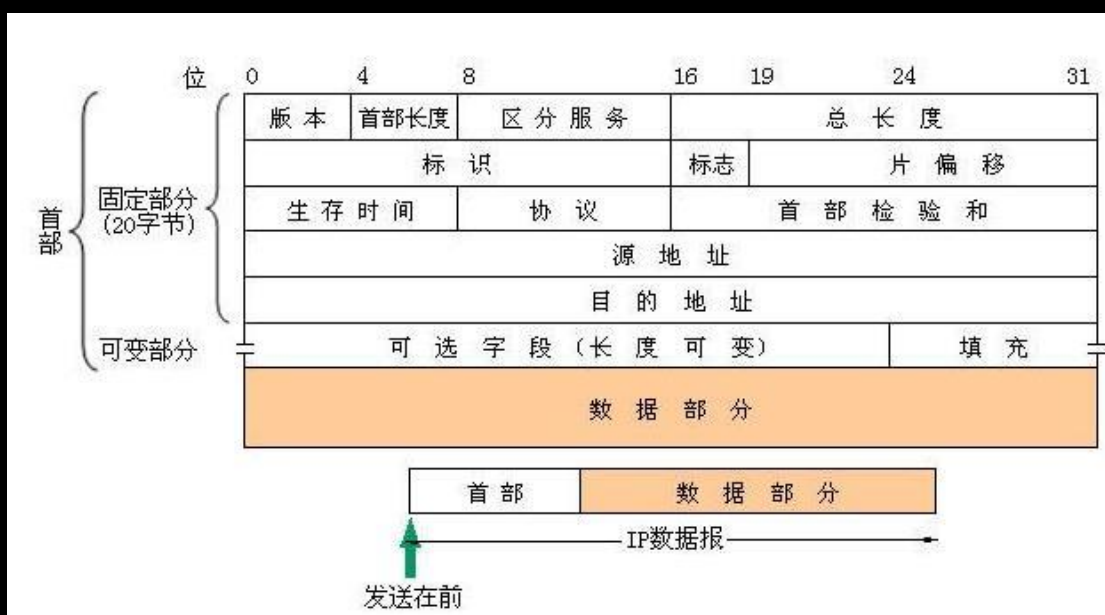 位 0 4 8 16 19 24 31
版 本 首部长度 区 分 服 务 总 长 度
标 识 标志 片 偏 移
首部 固定部分 (20字节) 生 存 时 间 协 议 首 部 检 验 和
源 地 址
目 的 地 址
可变部分 可 选 字 段 (长 度 可 变) 填 充
数 据 部 分
首 部 数 据 部 分
IP数据报
发送在前